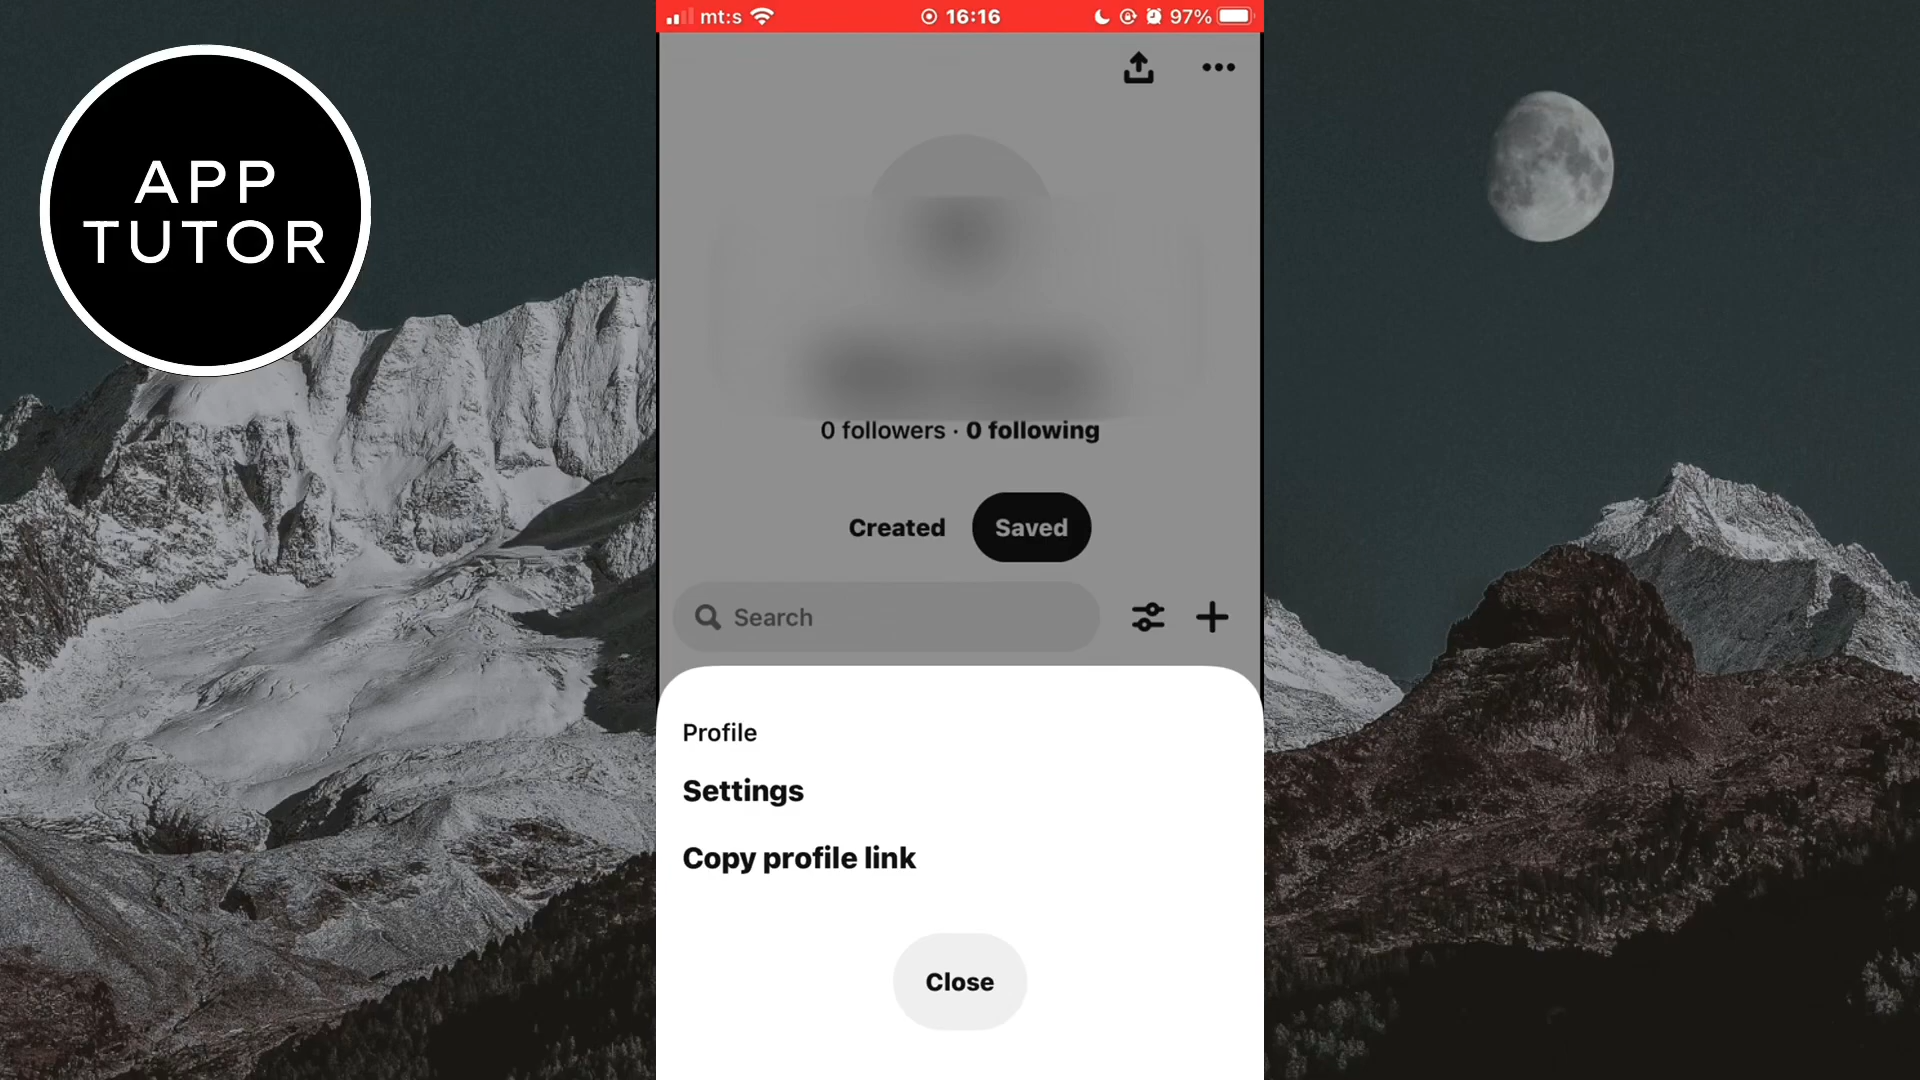 APP
TUTOR
mt:s 16:16 97%
0 followers · 0 following
Created Saved
Search
Profile
Settings
Copy profile link
Close